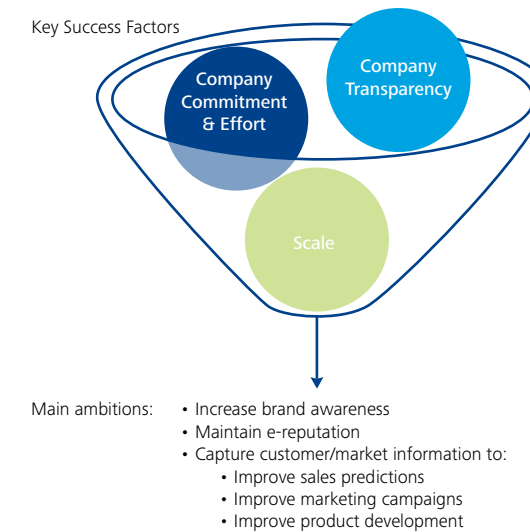 Key Success Factors
Company
Commitment
& Effort
Company
Transparency
Scale
Main ambitions:
• Increase brand awareness
• Maintain e-reputation
• Capture customer/market information to:
• Improve sales predictions
• Improve marketing campaigns
• Improve product development